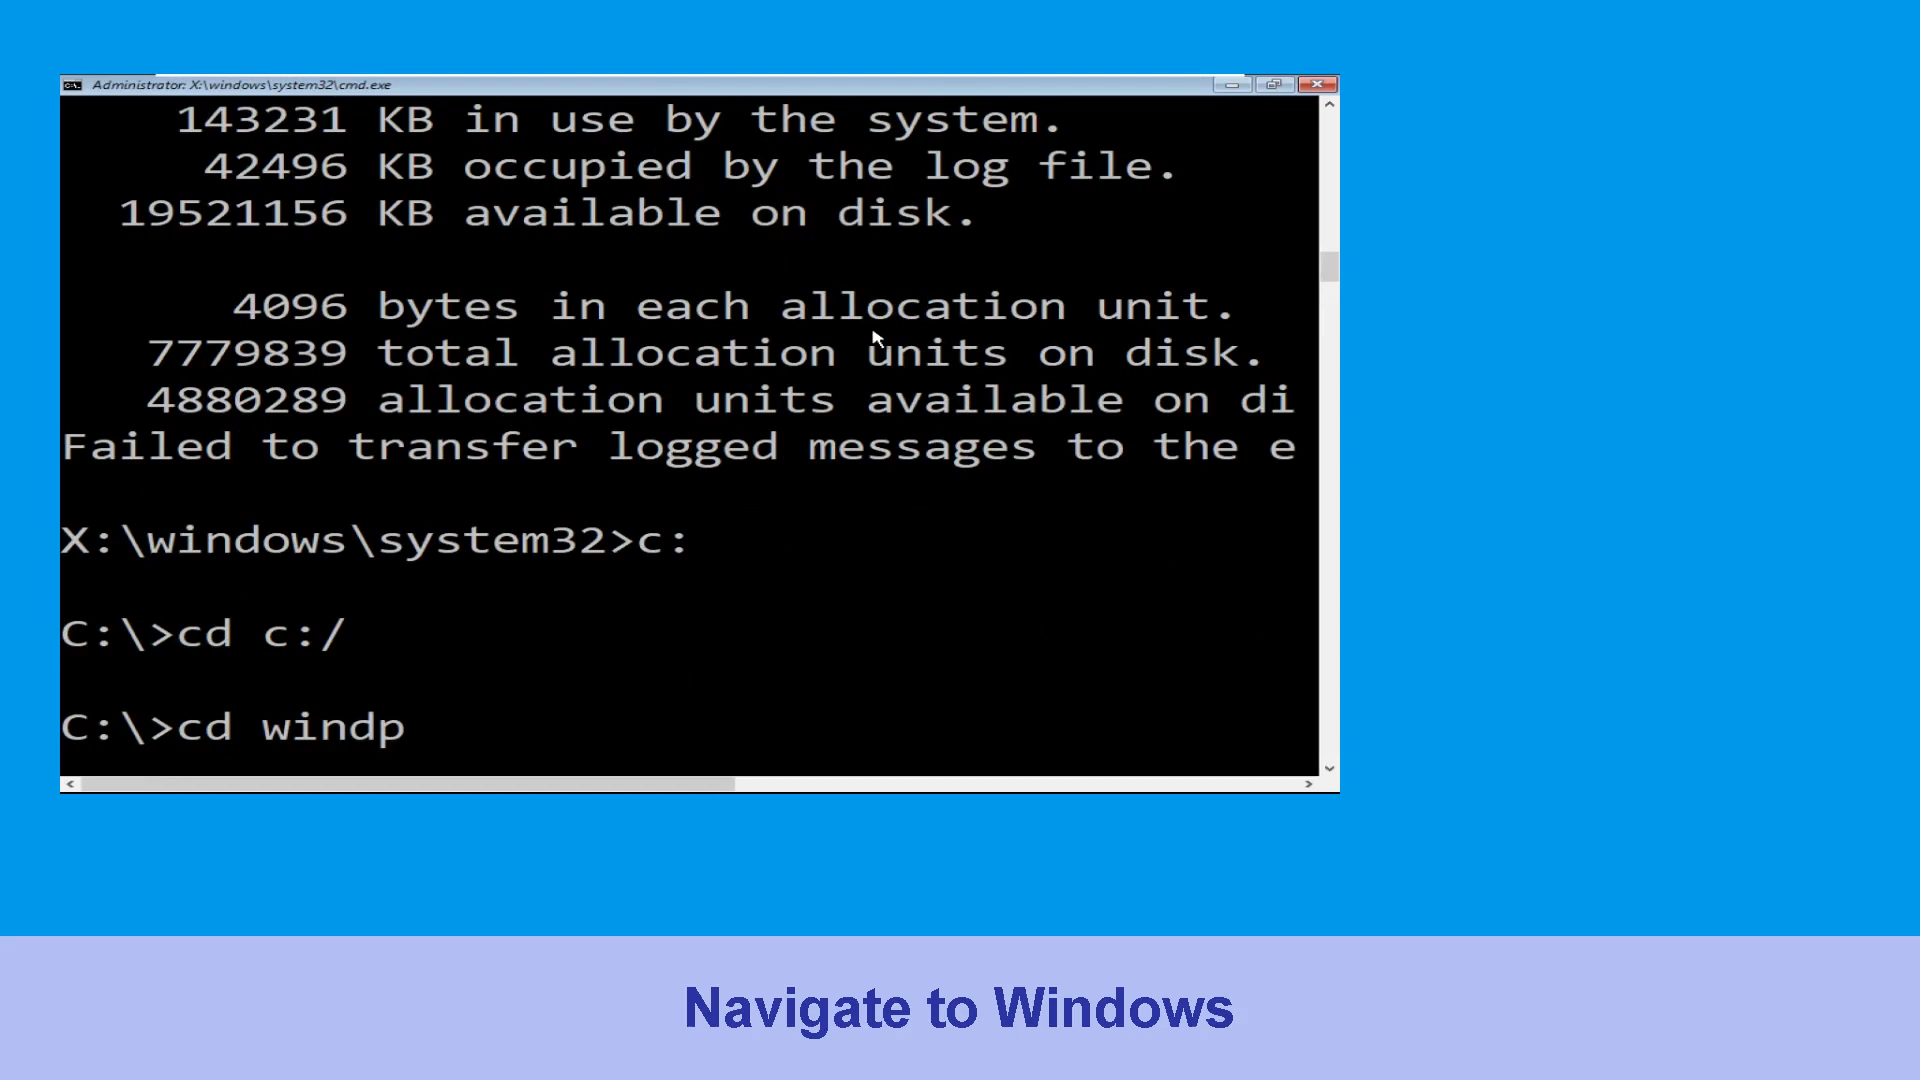 Administrator: X:\windows\system32\cmd.exe
143231 KB in use by the system.
42496 KB occupied by the log file.
19521156 KB available on disk.
4096 bytes in each allocation unit.
7779839 total allocation units on disk.
4880289 allocation units available on di
Failed to transfer logged messages to the e
X:\windows\system32>c:
C:\>cd c:/
C:\>cd windp
Navigate to Windows